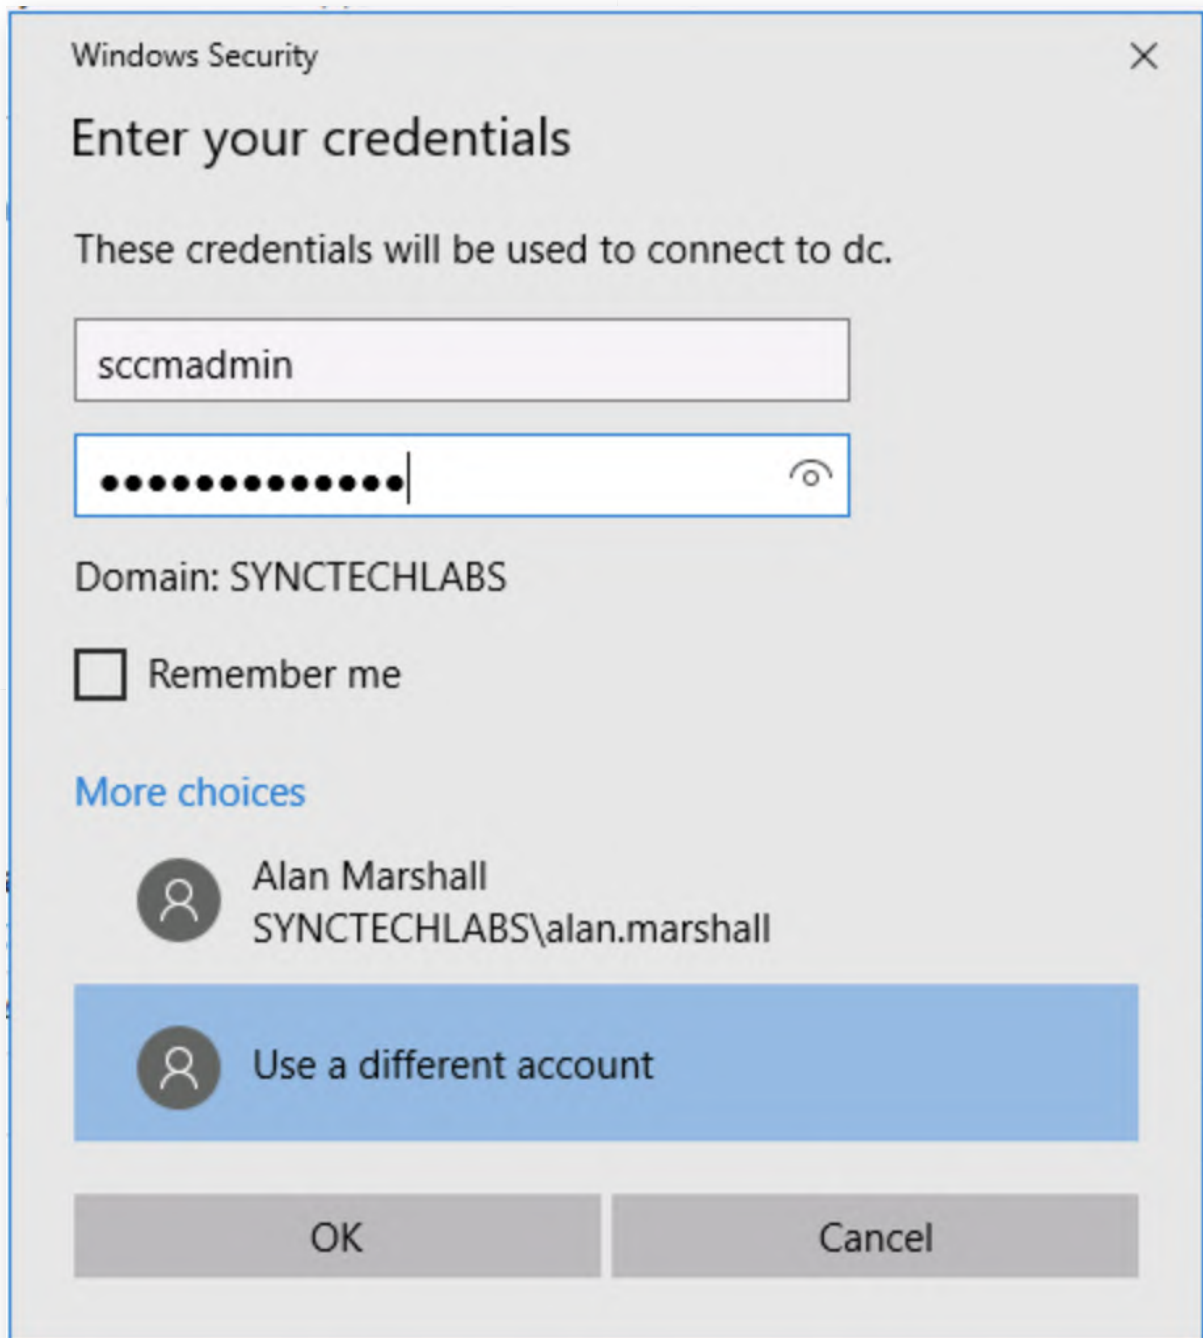 Windows Security
Enter your credentials
These credentials will be used to connect to dc.
sccmadmin
•••••••••••••
Domain: SYNCTECHLABS
Remember me
More choices
Alan Marshall
SYNCTECHLABS\alan.marshall
Use a different account
OK
Cancel